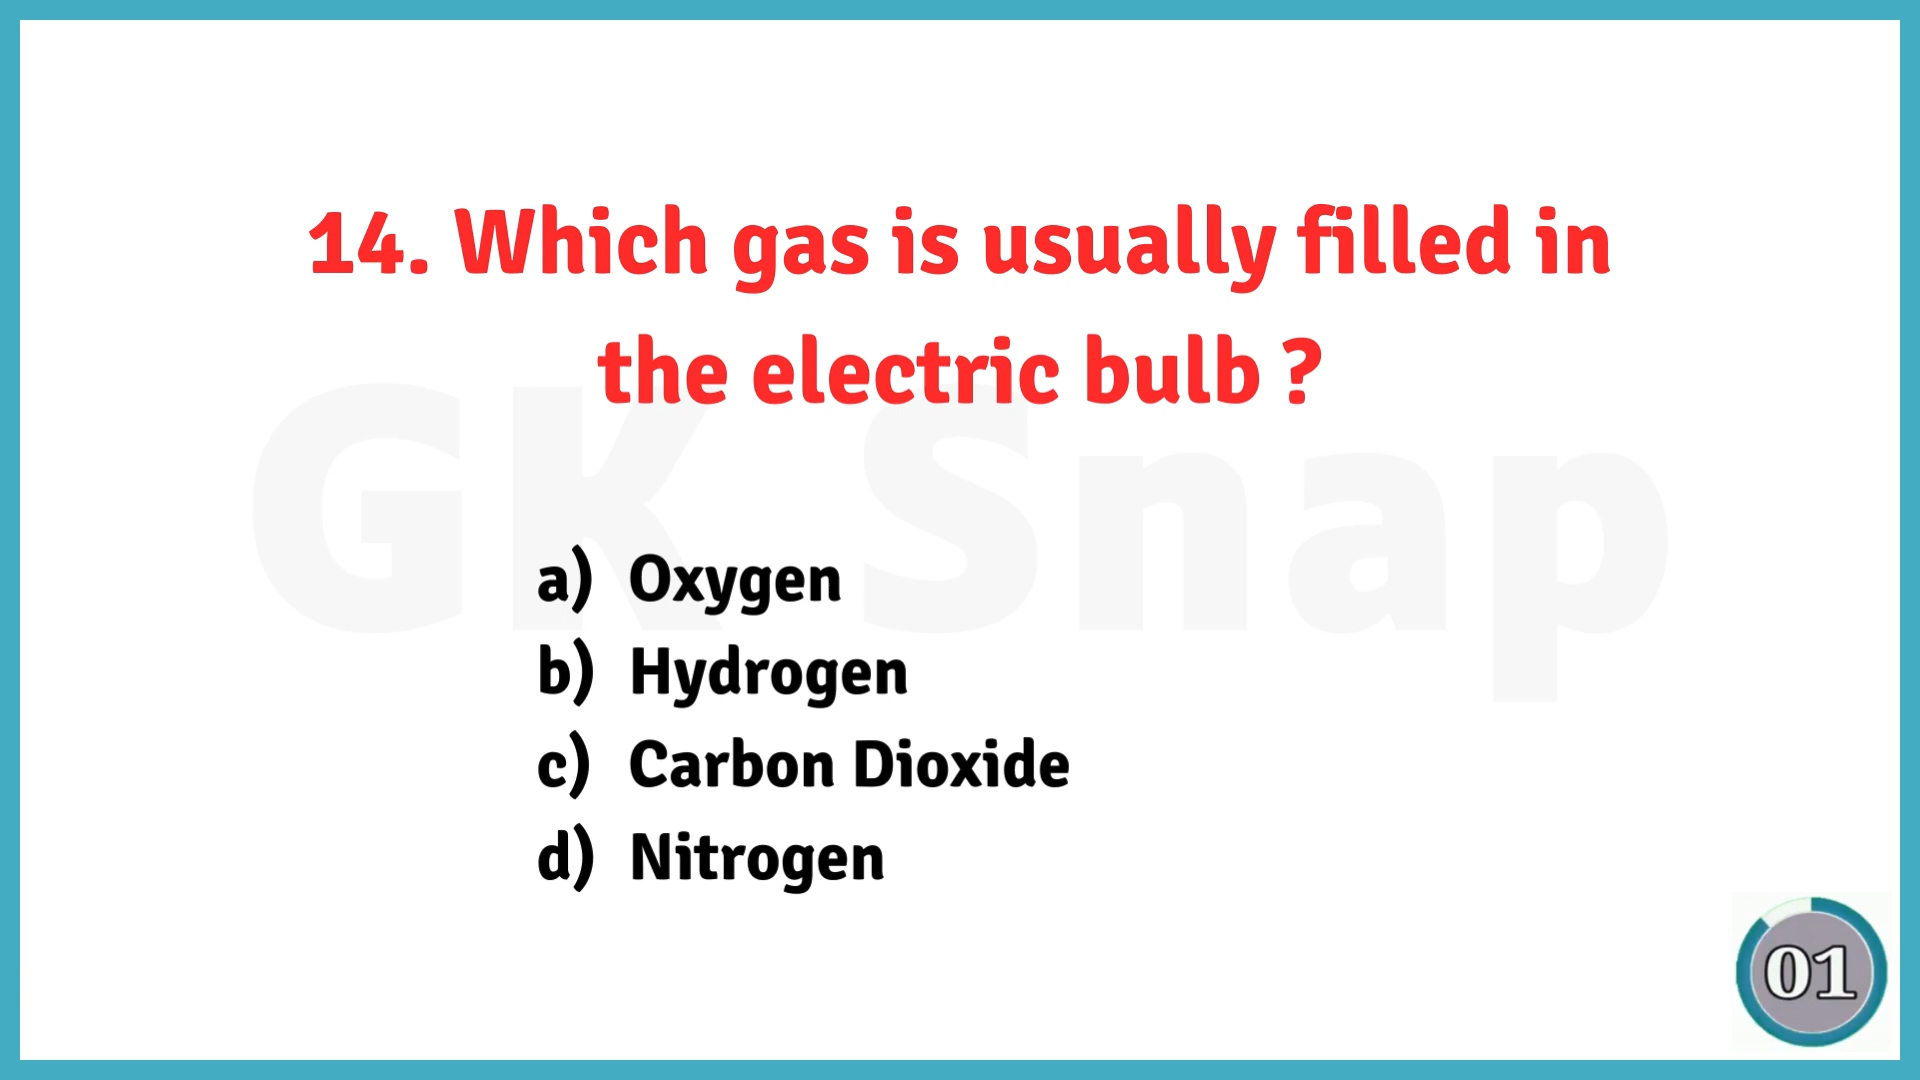 14. Which gas is usually filled in
the electric bulb ?
GK Snap
a) Oxygen
b) Hydrogen
c) Carbon Dioxide
d) Nitrogen
01